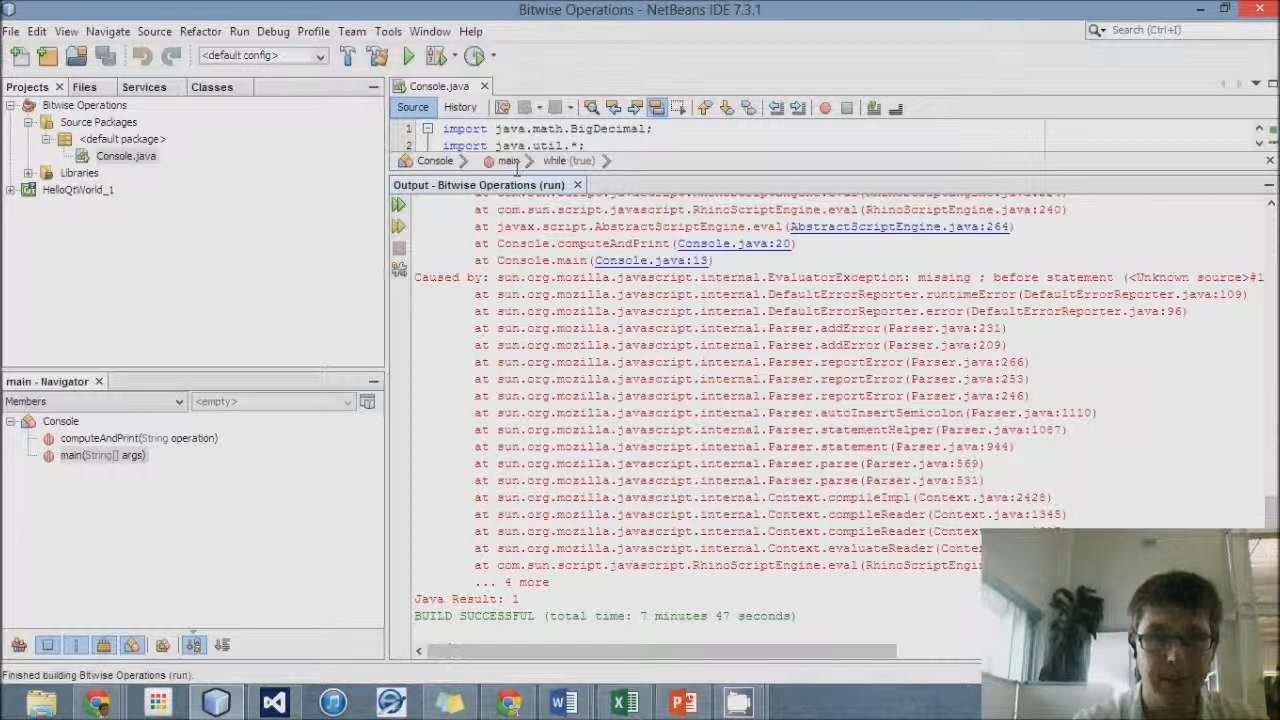 Bitwise Operations - NetBeans IDE 7.3.1
File Edit View Navigate Source Refactor Run Debug Profile Team Tools Window Help
Search (Ctrl+I)
<default config>
Projects Files Services Classes
Console.java
Bitwise Operations
Source Packages
<default package>
Console.java
Libraries
HelloQtWorld_1
Source History
1 import java.math.BigDecimal;
2 import java.util.*;
Console main while (true)
Output - Bitwise Operations (run)
at com.sun.script.javascript.RhinoScriptEngine.eval(RhinoScriptEngine.java:240)
at javax.script.AbstractScriptEngine.eval(AbstractScriptEngine.java:264)
at Console.computeAndPrint(Console.java:20)
at Console.main(Console.java:13)
Caused by: sun.org.mozilla.javascript.internal.EvaluatorException: missing ; before statement (<Unknown source>#1
at sun.org.mozilla.javascript.internal.DefaultErrorReporter.runtimeError(DefaultErrorReporter.java:109)
at sun.org.mozilla.javascript.internal.DefaultErrorReporter.error(DefaultErrorReporter.java:96)
at sun.org.mozilla.javascript.internal.Parser.addError(Parser.java:231)
at sun.org.mozilla.javascript.internal.Parser.addError(Parser.java:209)
at sun.org.mozilla.javascript.internal.Parser.reportError(Parser.java:266)
at sun.org.mozilla.javascript.internal.Parser.reportError(Parser.java:253)
at sun.org.mozilla.javascript.internal.Parser.reportError(Parser.java:246)
at sun.org.mozilla.javascript.internal.Parser.autoInsertSemicolon(Parser.java:1110)
at sun.org.mozilla.javascript.internal.Parser.statementHelper(Parser.java:1087)
at sun.org.mozilla.javascript.internal.Parser.statement(Parser.java:944)
at sun.org.mozilla.javascript.internal.Parser.parse(Parser.java:569)
at sun.org.mozilla.javascript.internal.Parser.parse(Parser.java:531)
at sun.org.mozilla.javascript.internal.Context.compileImpl(Context.java:2428)
at sun.org.mozilla.javascript.internal.Context.compileReader(Context.java:1345)
at sun.org.mozilla.javascript.internal.Context.compileReader(Context
at sun.org.mozilla.javascript.internal.Context.evaluateReader(Conte
at com.sun.script.javascript.RhinoScriptEngine.eval(RhinoScriptEngin
... 4 more
Java Result: 1
BUILD SUCCESSFUL (total time: 7 minutes 47 seconds)
main - Navigator
Members <empty>
Console
computeAndPrint(String operation)
main(String[] args)
Finished building Bitwise Operations (run).